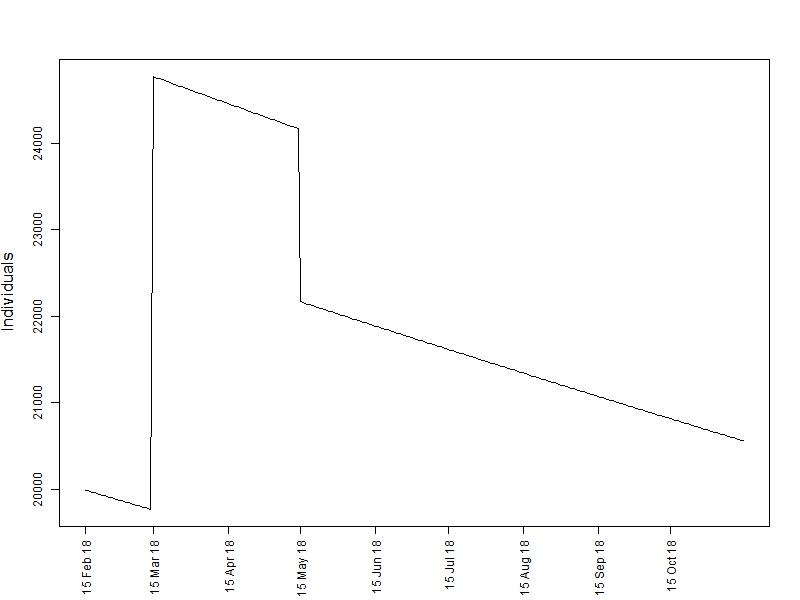 24000
23000
22000
21000
20000
Individuals
15 Feb 18
15 Mar 18
15 Apr 18
15 May 18
15 Jun 18
15 Jul 18
15 Aug 18
15 Sep 18
15 Oct 18